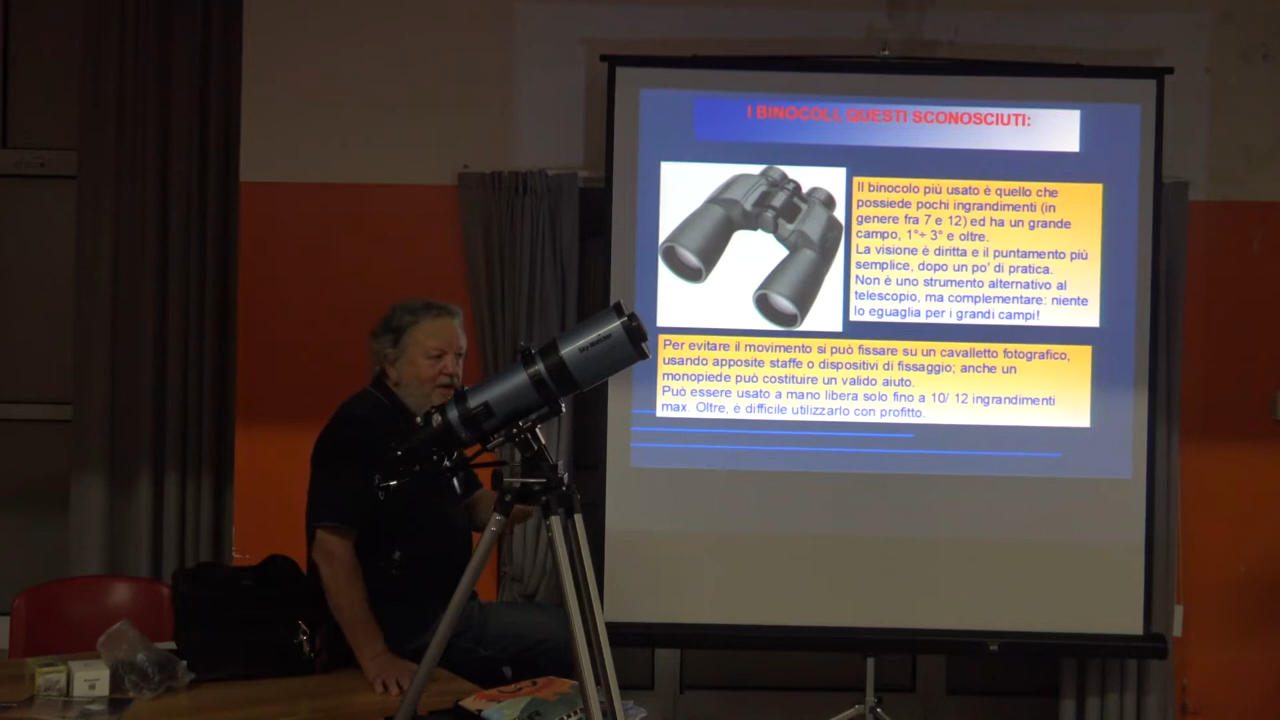 I BINOCOLI, QUESTI SCONOSCIUTI:
Il binocolo più usato è quello che
possiede pochi ingrandimenti (in
genere fra 7 e 12) ed ha un grande
campo, 1°÷ 3° e oltre.
La visione è diritta e il puntamento più
semplice, dopo un po' di pratica.
Non è uno strumento alternativo al
telescopio, ma complementare: niente
lo eguaglia per i grandi campi!
Per evitare il movimento si può fissare su un cavalletto fotografico,
usando apposite staffe o dispositivi di fissaggio; anche un
monopiede può costituire un valido aiuto.
Può essere usato a mano libera solo fino a 10/ 12 ingrandimenti
max. Oltre, è difficile utilizzarlo con profitto.
Sky-Watcher